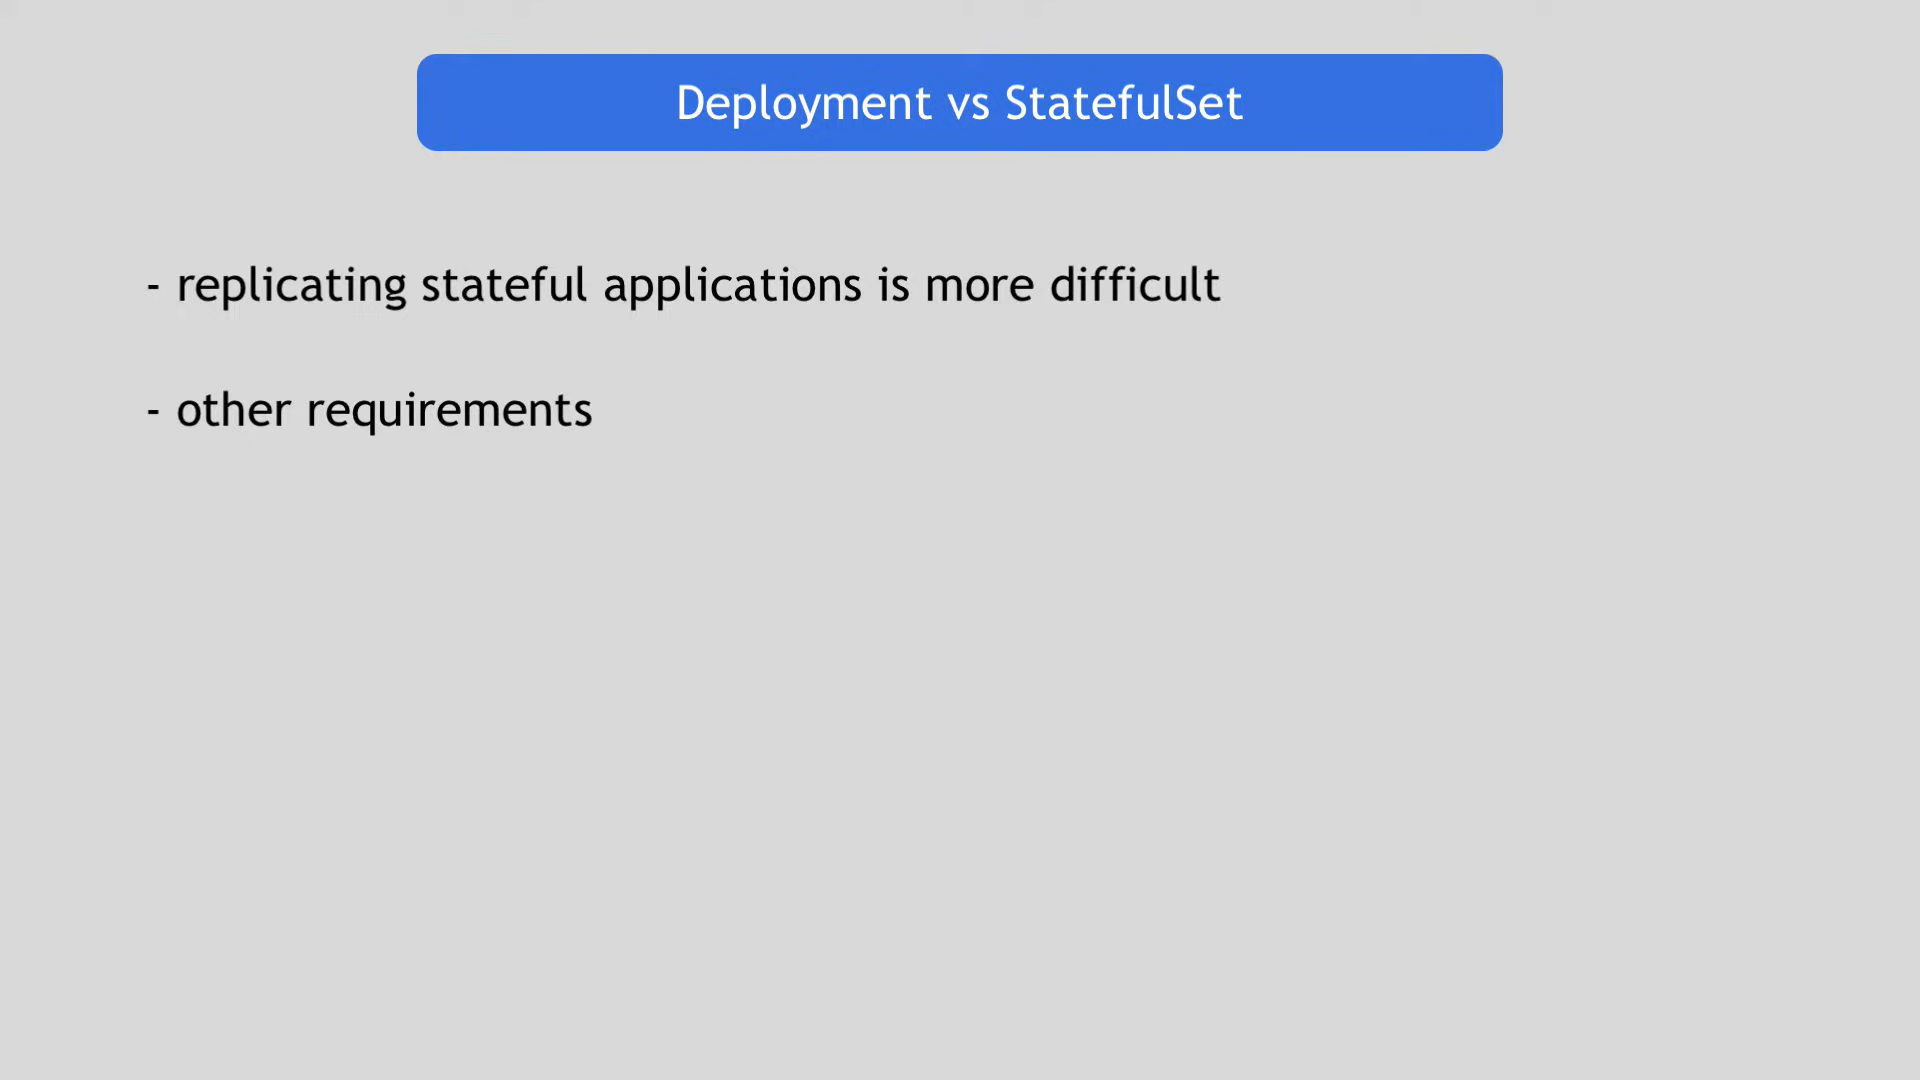 Deployment vs StatefulSet
- replicating stateful applications is more difficult
- other requirements